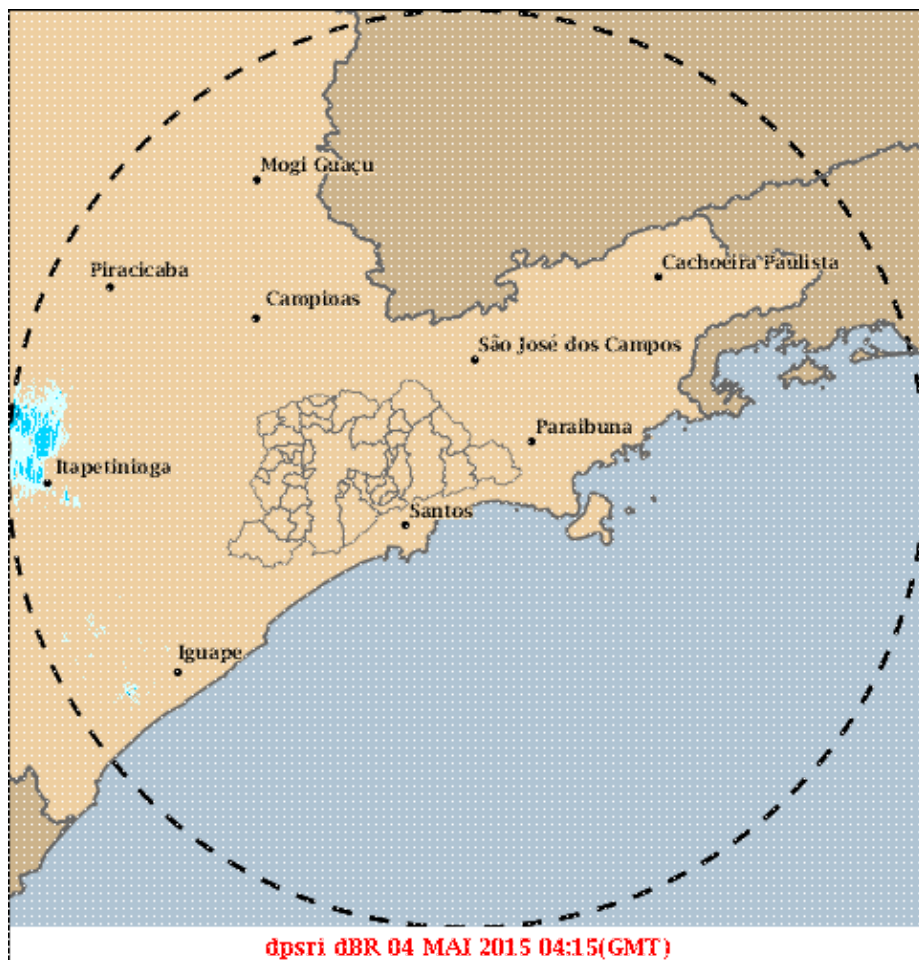 Mogi Guaçu
Piracicaba
Cachoeira Paulista
Campinas
São José dos Campos
Paraibuna
Itapetininga
Santos
Iguape
dpsri dBR 04 MAI 2015 04:15(GMT)